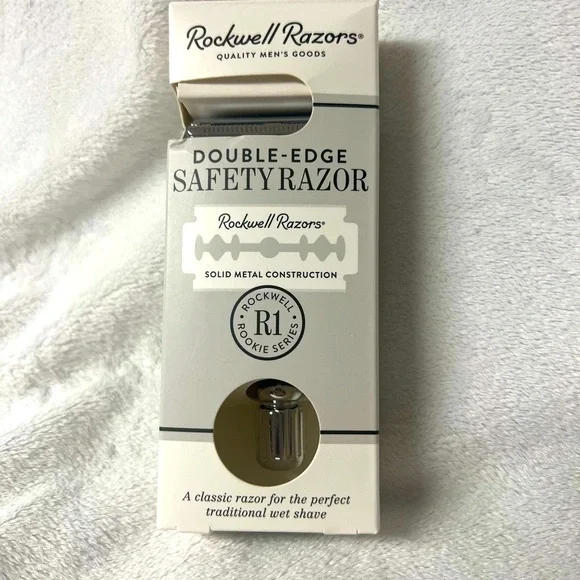 Rockwell Razors®
QUALITY MEN'S GOODS
DOUBLE-EDGE
SAFETY RAZOR
Rockwell Razors®
SOLID METAL CONSTRUCTION
ROCKWELL
R1
ROOKIE SERIES
A classic razor for the perfect
traditional wet shave